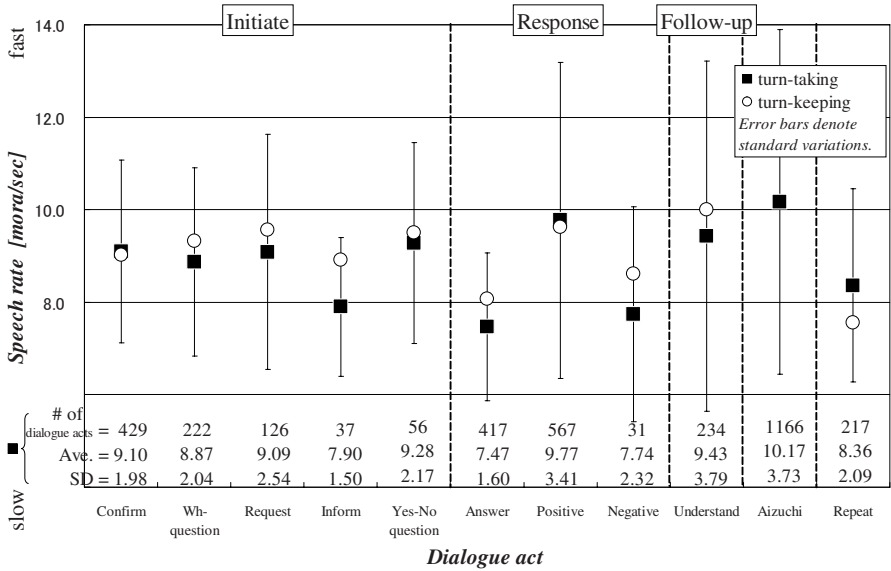 Initiate Response Follow-up
14.0
fast
turn-taking
turn-keeping
Error bars denote
standard variations.
12.0
10.0
8.0
Speech rate [mora/sec]
# of
dialogue acts = 429 222 126 37 56 417 567 31 234 1166 217
Ave. = 9.10 8.87 9.09 7.90 9.28 7.47 9.77 7.74 9.43 10.17 8.36
SD = 1.98 2.04 2.54 1.50 2.17 1.60 3.41 2.32 3.79 3.73 2.09
slow
Confirm Wh- Request Inform Yes-No Answer Positive Negative Understand Aizuchi Repeat
question question
Dialogue act